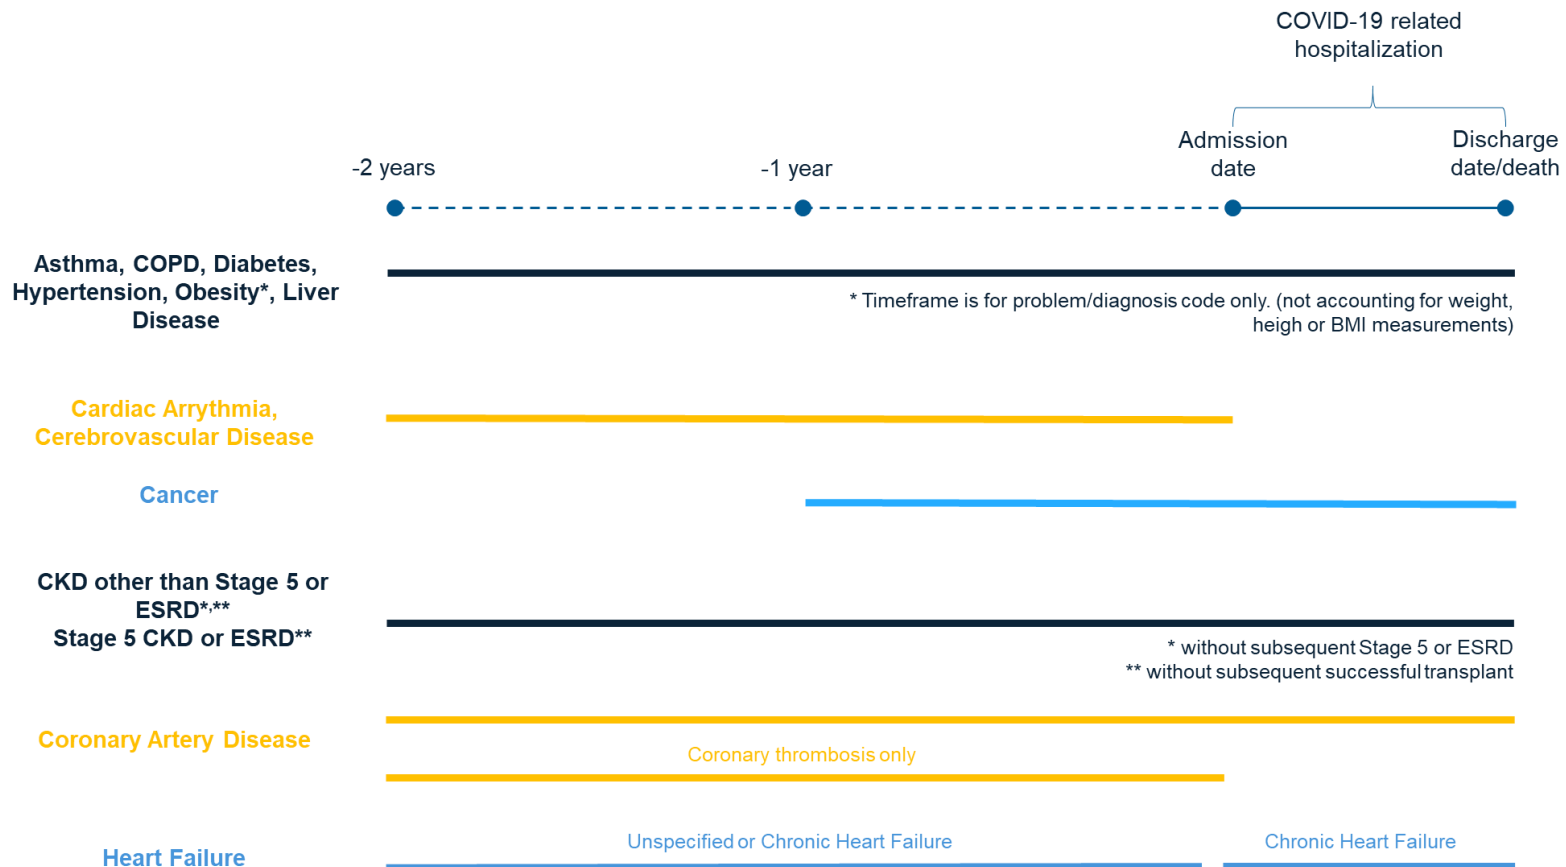 COVID-19 related
hospitalization
Admission
date
Discharge
date/death
-2 years
-1 year
Asthma, COPD, Diabetes,
Hypertension, Obesity*, Liver
Disease
* Timeframe is for problem/diagnosis code only. (not accounting for weight,
heigh or BMI measurements)
Cardiac Arrythmia,
Cerebrovascular Disease
Cancer
CKD other than Stage 5 or
ESRD*,**
Stage 5 CKD or ESRD**
* without subsequent Stage 5 or ESRD
** without subsequent successful transplant
Coronary Artery Disease
Coronary thrombosis only
Unspecified or Chronic Heart Failure
Chronic Heart Failure
Heart Failure